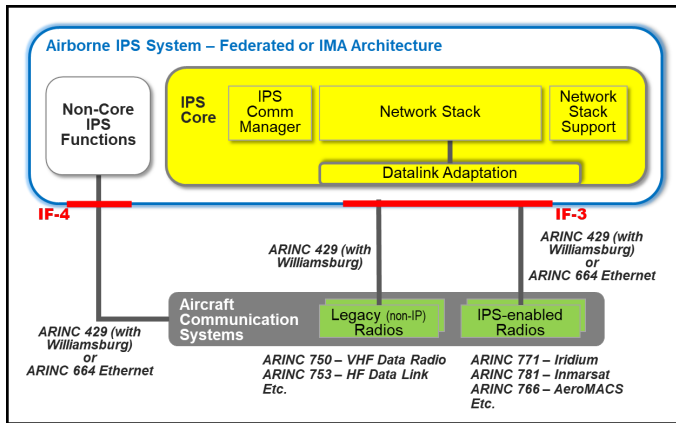 Airborne IPS System – Federated or IMA Architecture
Non-Core
IPS
Functions
IPS
Core
IPS
Comm
Manager
Network Stack
Network
Stack
Support
Datalink Adaptation
IF-4
IF-3
ARINC 429 (with
Williamsburg)
ARINC 429 (with
Williamsburg)
or
ARINC 664 Ethernet
Aircraft
Communication
Systems
Legacy (non-IP)
Radios
IPS-enabled
Radios
ARINC 429 (with
Williamsburg)
or
ARINC 664 Ethernet
ARINC 750 – VHF Data Radio
ARINC 753 – HF Data Link
Etc.
ARINC 771 – Iridium
ARINC 781 – Inmarsat
ARINC 766 – AeroMACS
Etc.